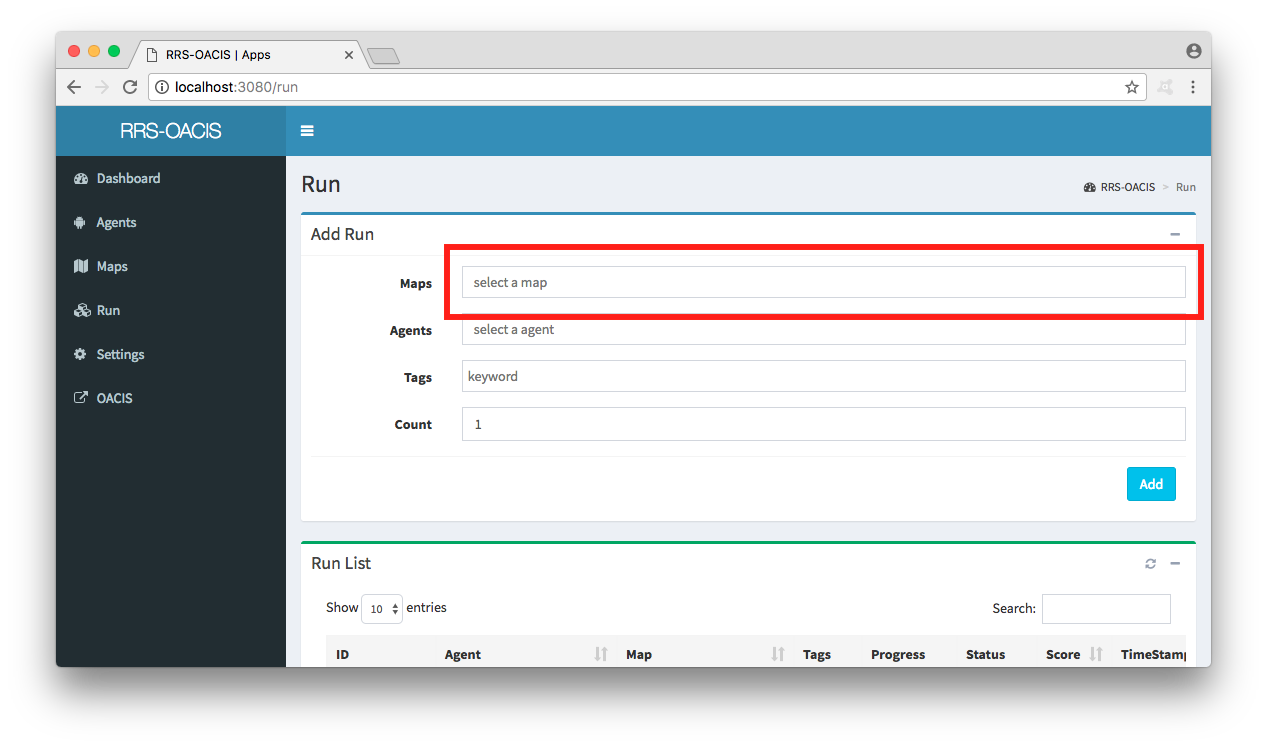 RRS-OACIS | Apps
localhost:3080/run
RRS-OACIS
Dashboard
Agents
Maps
Run
Settings
OACIS
Run
RRS-OACIS > Run
Add Run
Maps select a map
Agents select a agent
Tags keyword
Count 1
Add
Run List
Show 10 entries
Search:
ID Agent Map Tags Progress Status Score TimeStamp